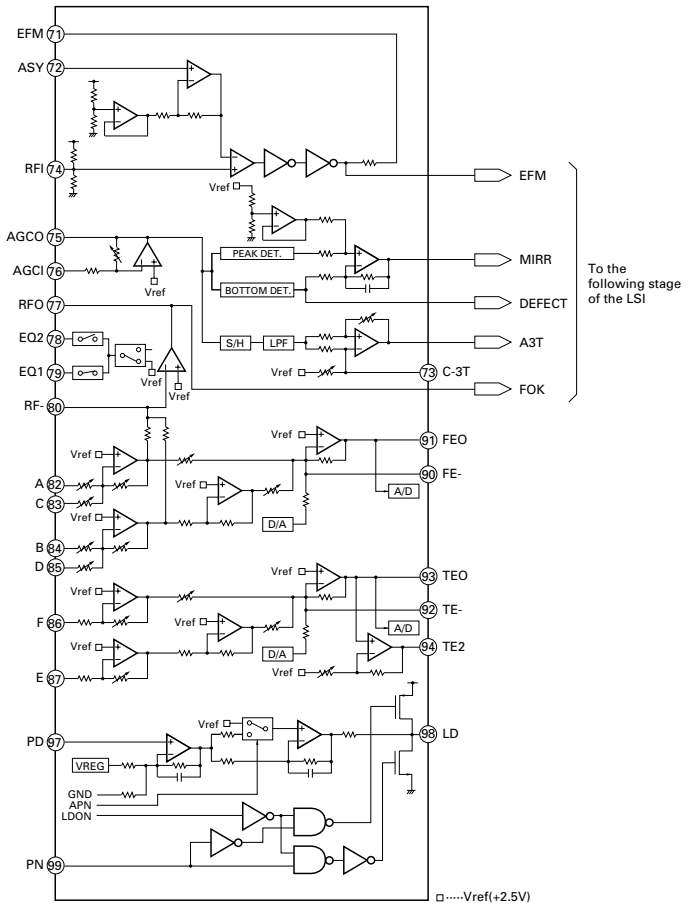 EFM 71
ASY 72
RFI 74
Vref
EFM
AGCO 75
PEAK DET.
MIRR
AGCI 76
Vref
BOTTOM DET.
DEFECT
To the
following stage
of the LSI
RFO 77
EQ2 78
S/H
LPF
A3T
Vref
EQ1 79
Vref
Vref
73 C-3T
FOK
RF- 80
Vref
Vref
91 FEO
A 82
Vref
90 FE-
A/D
C 83
Vref
D/A
B 84
D 85
Vref
93 TEO
Vref
92 TE-
F 86
Vref
A/D
Vref
D/A
94 TE2
Vref
E 87
Vref
PD 97
98 LD
VREG
GND
APN
LDON
PN 99
Vref(+2.5V)